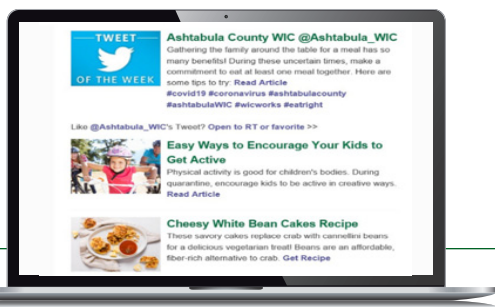 TWEET
OF THE WEEK
Ashtabula County WIC @Ashtabula_WIC
Gathering the family around the table for a meal has so
many benefits! During these uncertain times, make a
commitment to eat at least one meal together. Here are
some tips to try: Read Article
#covid19 #coronavirus #ashtabulacounty
#ashtabulaWIC #wicworks #eatright
Like @Ashtabula_WIC's Tweet? Open to RT or favorite >>
Easy Ways to Encourage Your Kids to
Get Active
Physical activity is good for children's bodies. During
quarantine, encourage kids to be active in creative ways.
Read Article
Cheesy White Bean Cakes Recipe
These savory cakes replace crab with cannellini beans
for a delicious vegetarian treat! Beans are an affordable,
fiber-rich alternative to crab. Get Recipe